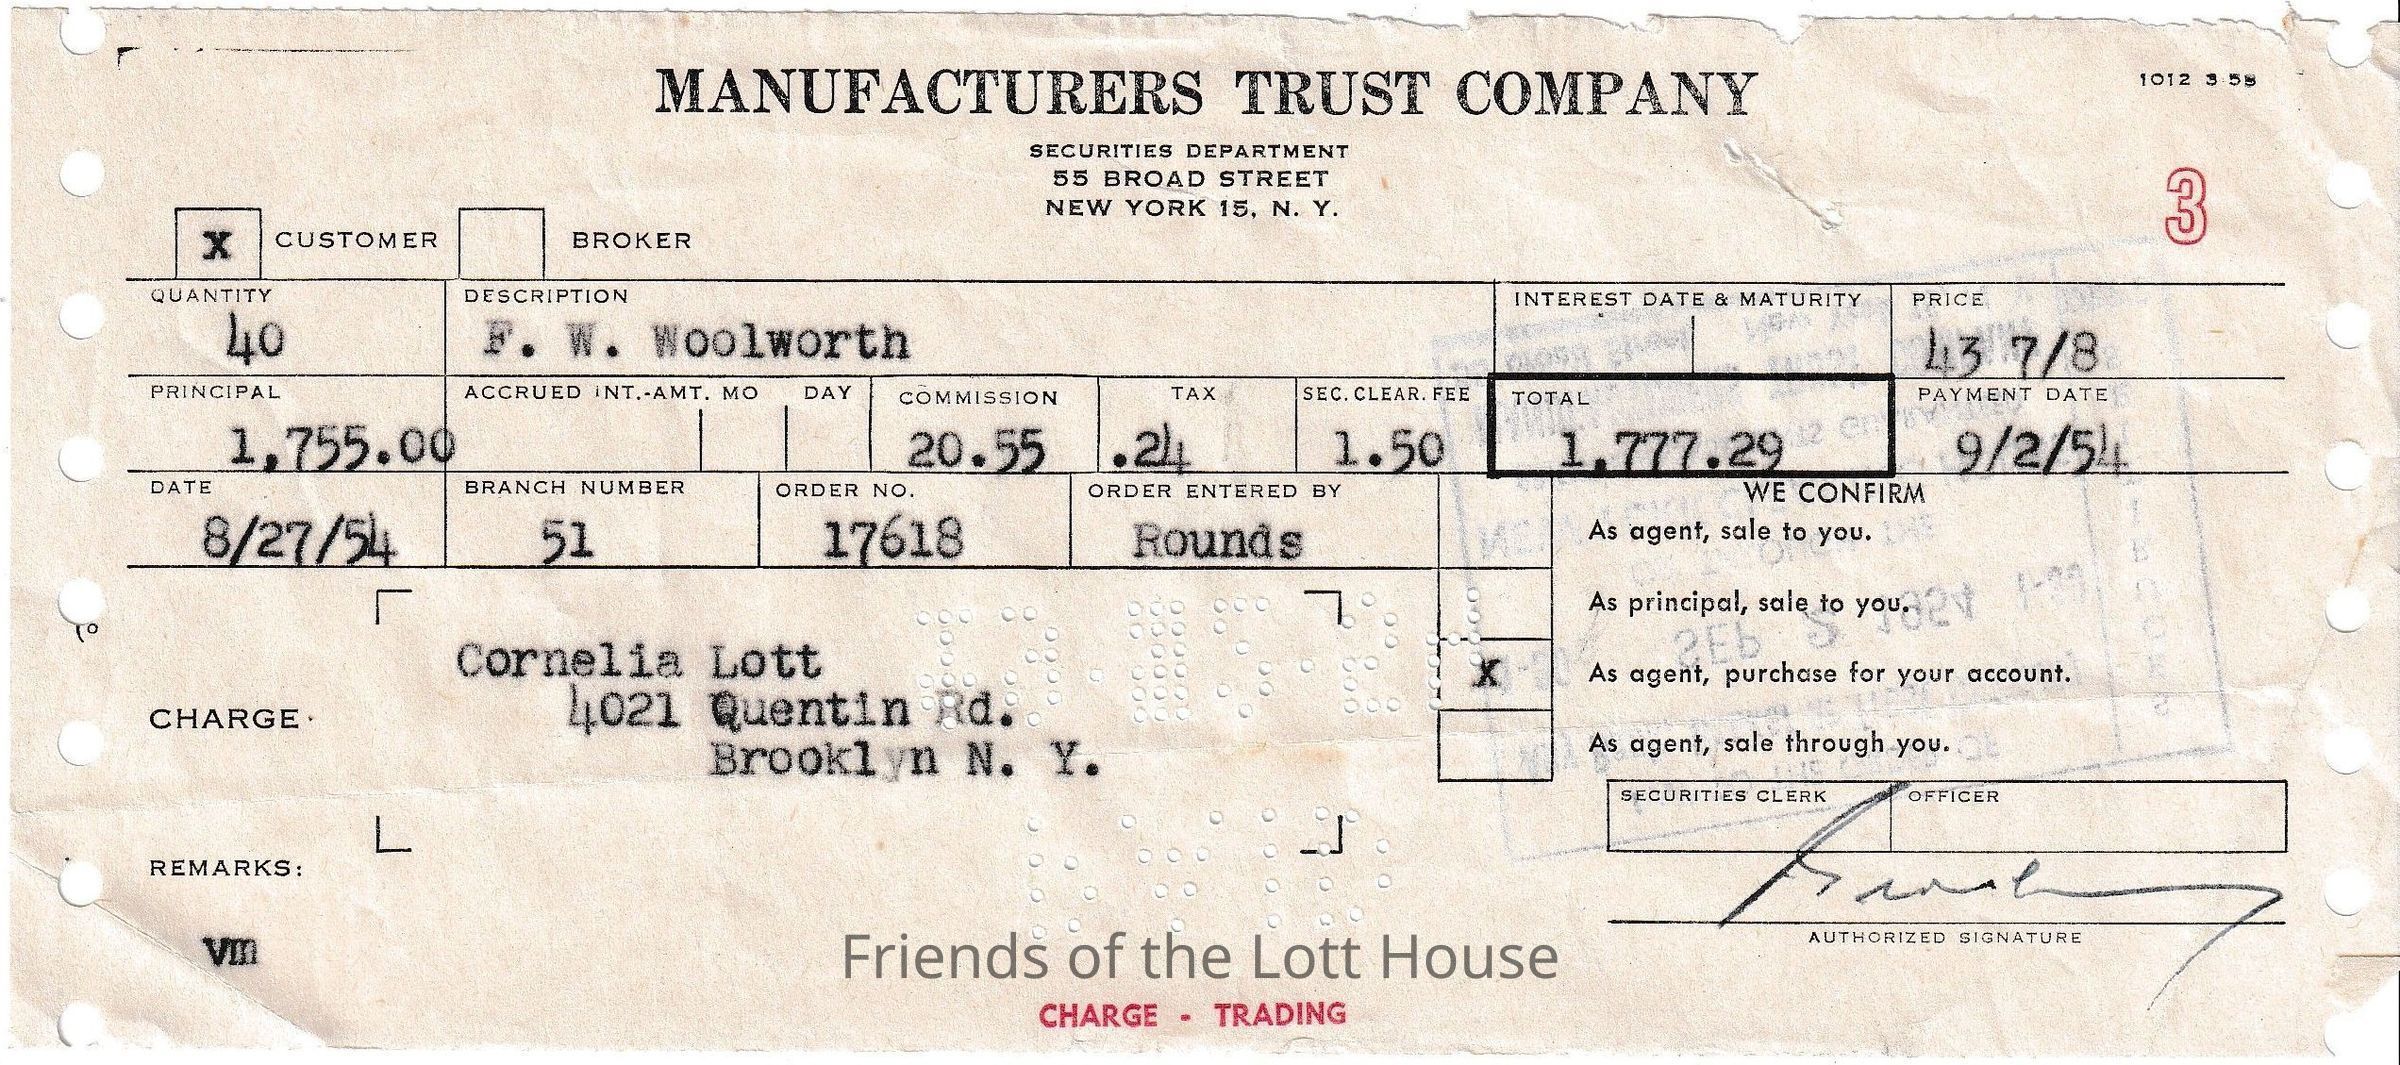 MANUFACTURERS TRUST COMPANY
1012 3-58
SECURITIES DEPARTMENT
55 BROAD STREET
NEW YORK 15, N. Y.
3
X CUSTOMER BROKER
QUANTITY DESCRIPTION INTEREST DATE & MATURITY PRICE
40 F. W. Woolworth 43 7/8
PRINCIPAL ACCRUED INT.-AMT. MO DAY COMMISSION TAX SEC. CLEAR. FEE TOTAL PAYMENT DATE
1,755.00 20.55 .24 1.50 1,777.29 9/2/54
DATE BRANCH NUMBER ORDER NO. ORDER ENTERED BY
8/27/54 51 17618 Rounds
WE CONFIRM
As agent, sale to you.
As principal, sale to you.
X As agent, purchase for your account.
As agent, sale through you.
CHARGE
Cornelia Lott
4021 Quentin Rd.
Brooklyn N. Y.
SECURITIES CLERK OFFICER
REMARKS:
vm
AUTHORIZED SIGNATURE
Friends of the Lott House
CHARGE - TRADING
SEP 2 1954